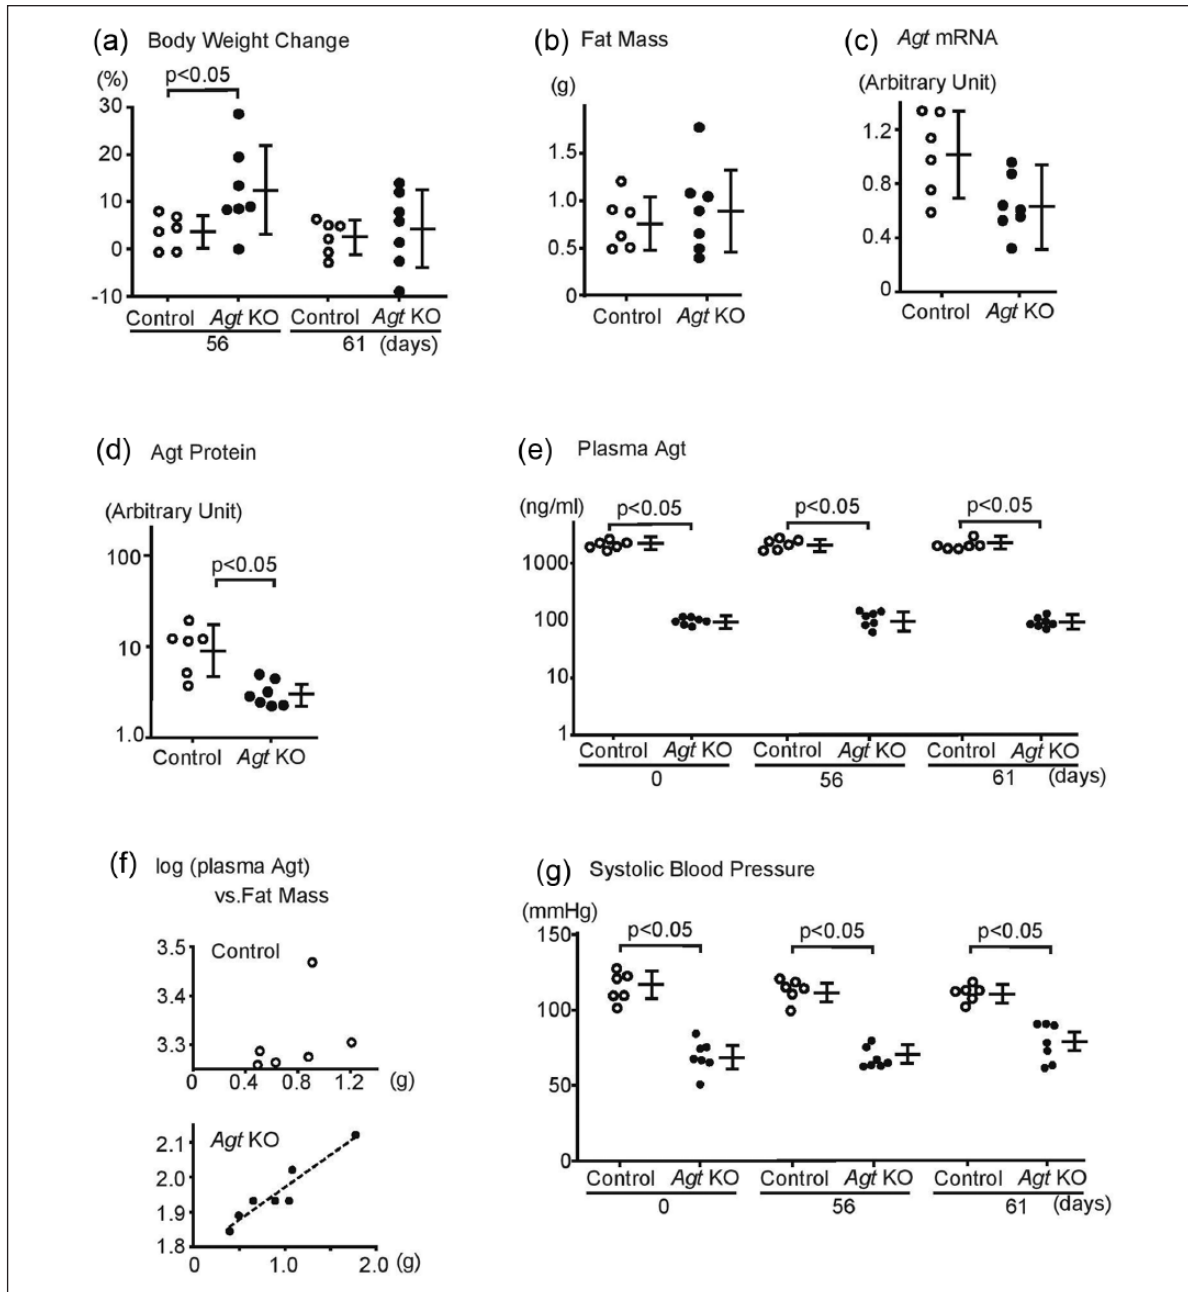 (a) Body Weight Change
(%)
p<0.05
30
20
10
0
-10
Control Agt KO Control Agt KO
56 61 (days)
(b) Fat Mass
(g)
1.5
1.0
0.5
0
Control Agt KO
(c) Agt mRNA
(Arbitrary Unit)
1.2
0.8
0.4
0
Control Agt KO
(d) Agt Protein
(Arbitrary Unit)
100
p<0.05
10
1.0
Control Agt KO
(e) Plasma Agt
(ng/ml)
p<0.05 p<0.05 p<0.05
1000
100
10
1
Control Agt KO Control Agt KO Control Agt KO
0 56 61 (days)
(f) log (plasma Agt)
vs.Fat Mass
3.5
Control
3.4
3.3
0 0.4 0.8 1.2 (g)
Agt KO
2.1
2.0
1.9
1.8
0 1.0 2.0 (g)
(g) Systolic Blood Pressure
(mmHg)
p<0.05 p<0.05 p<0.05
150
100
50
0
Control Agt KO Control Agt KO Control Agt KO
0 56 61 (days)